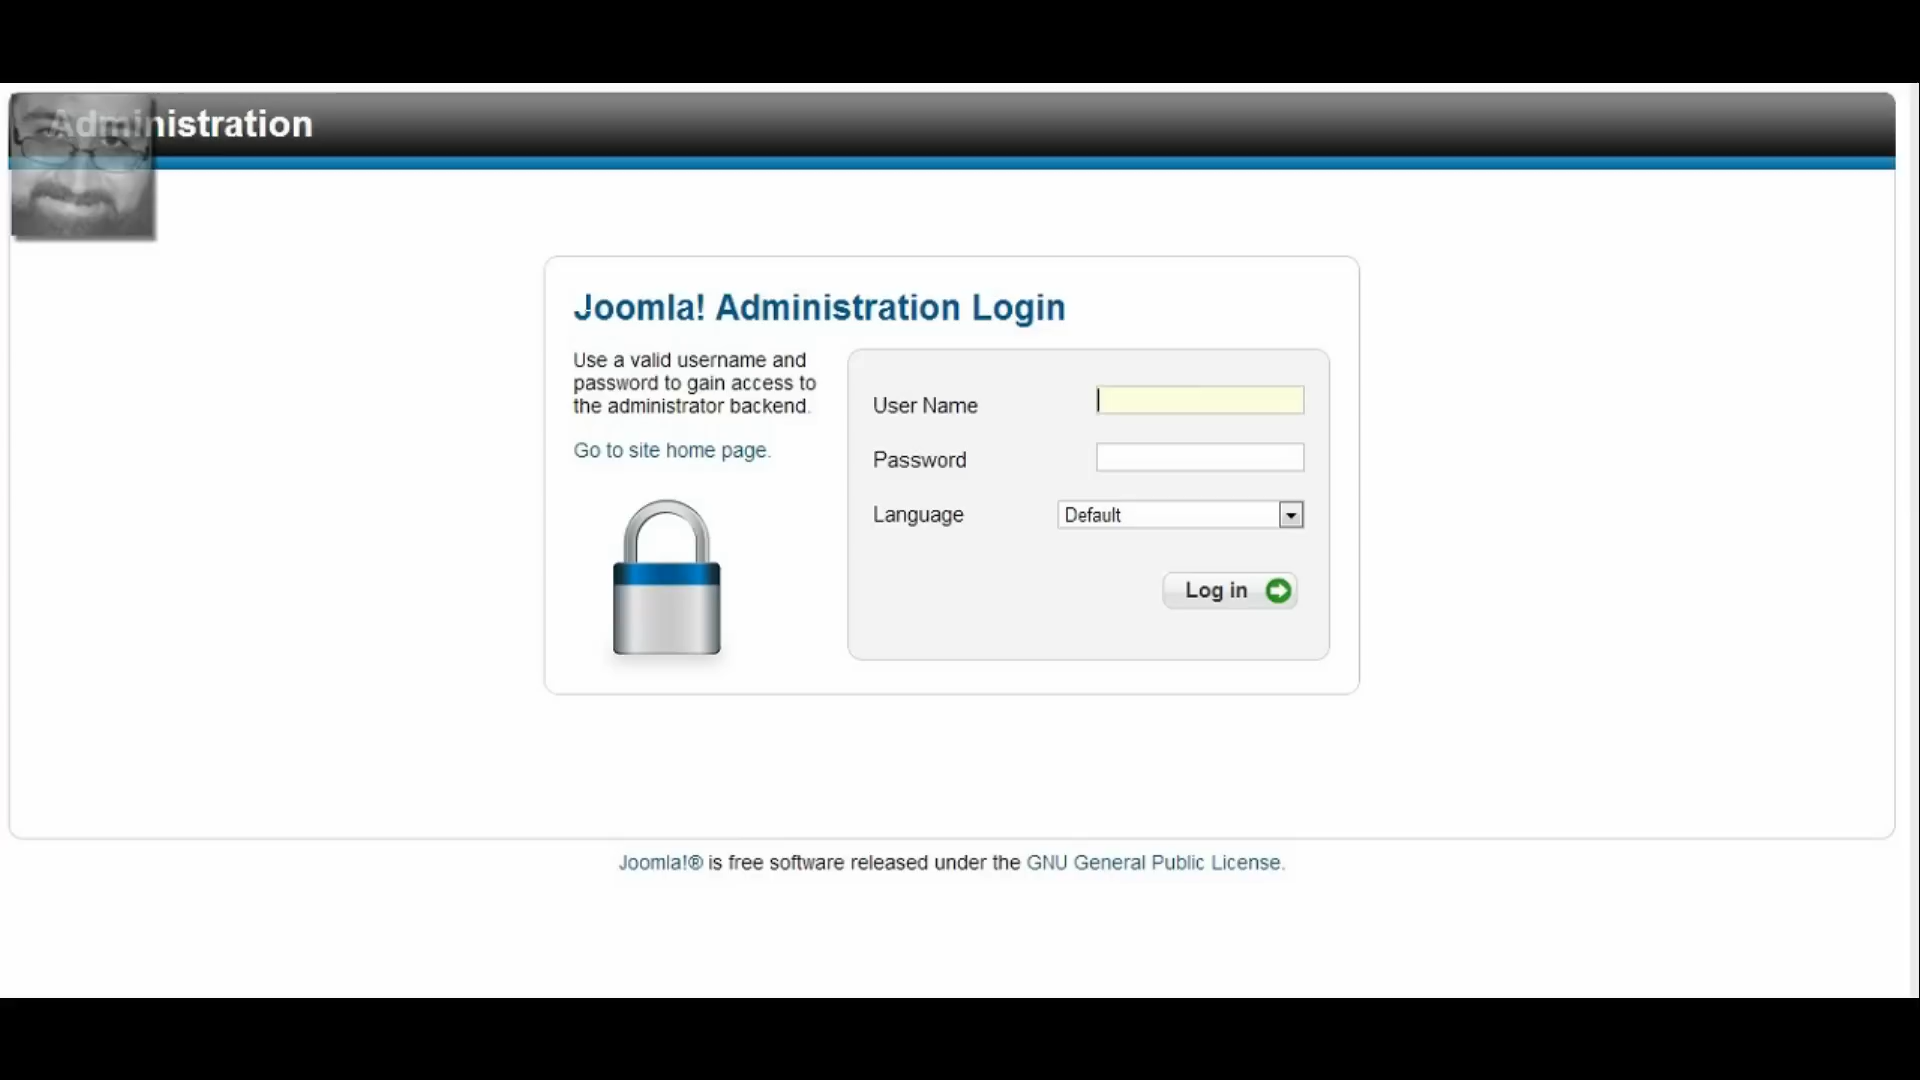 Administration
Joomla! Administration Login
Use a valid username and
password to gain access to
the administrator backend.
Go to site home page.
User Name
Password
Language
Default
Log in
Joomla!® is free software released under the GNU General Public License.